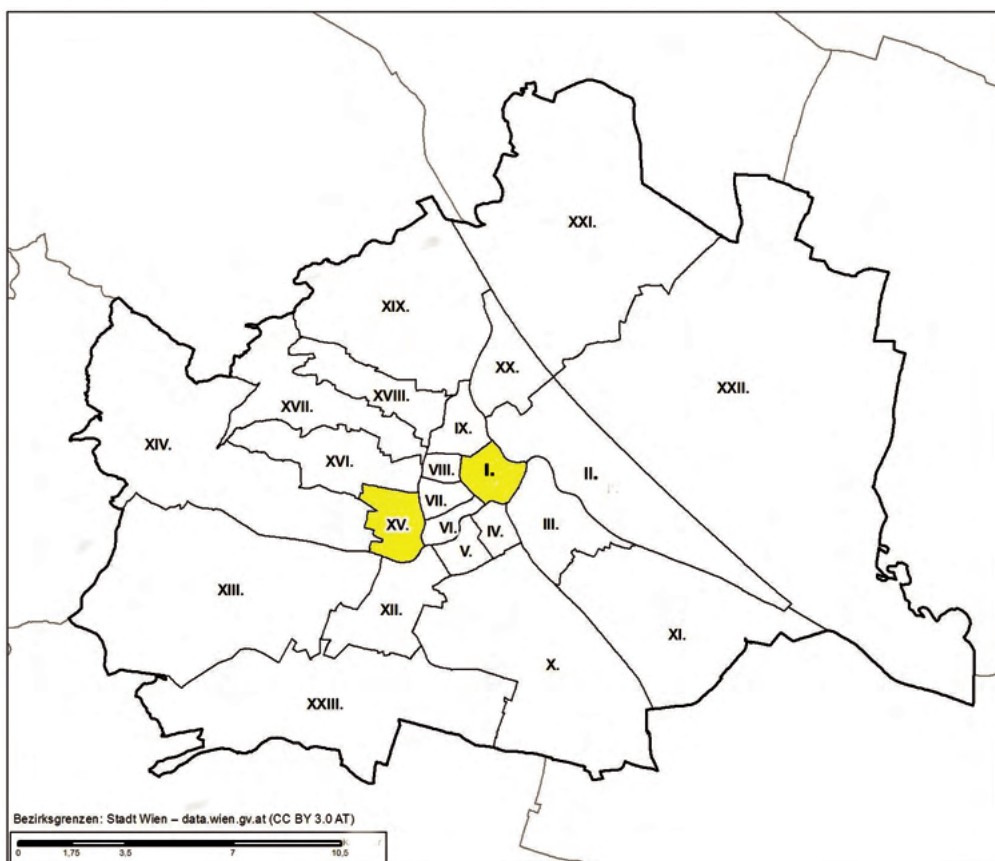 XXI.
XIX.
XX.
XXII.
XVIII.
XVII.
IX.
XIV.
XVI.
VIII.
I.
II.
VII.
XV.
VI.
IV.
III.
V.
XIII.
XII.
XI.
X.
XXIII.
Bezirksgrenzen: Stadt Wien – data.wien.gv.at (CC BY 3.0 AT)
0 1,75 3,5 7 10,5